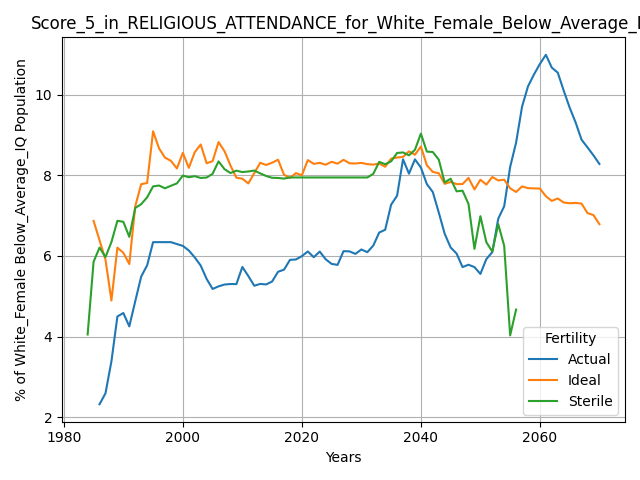 Score_5_in_RELIGIOUS_ATTENDANCE_for_White_Female_Below_Average_I
% of White_Female Below_Average_IQ Population
10
8
6
4
2
1980
2000
2020
2040
2060
Years
Fertility
Actual
Ideal
Sterile